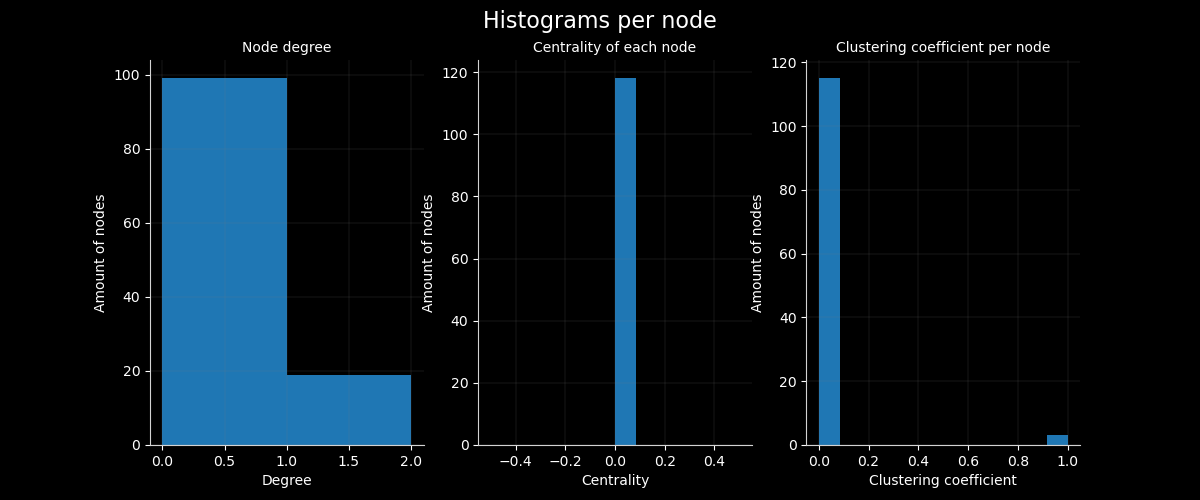 Histograms per node
Node degree
100
80
60
40
20
0
Amount of nodes
0.0 0.5 1.0 1.5 2.0
Degree
Centrality of each node
120
100
80
60
40
20
0
Amount of nodes
−0.4 −0.2 0.0 0.2 0.4
Centrality
Clustering coefficient per node
120
100
80
60
40
20
0
Amount of nodes
0.0 0.2 0.4 0.6 0.8 1.0
Clustering coefficient